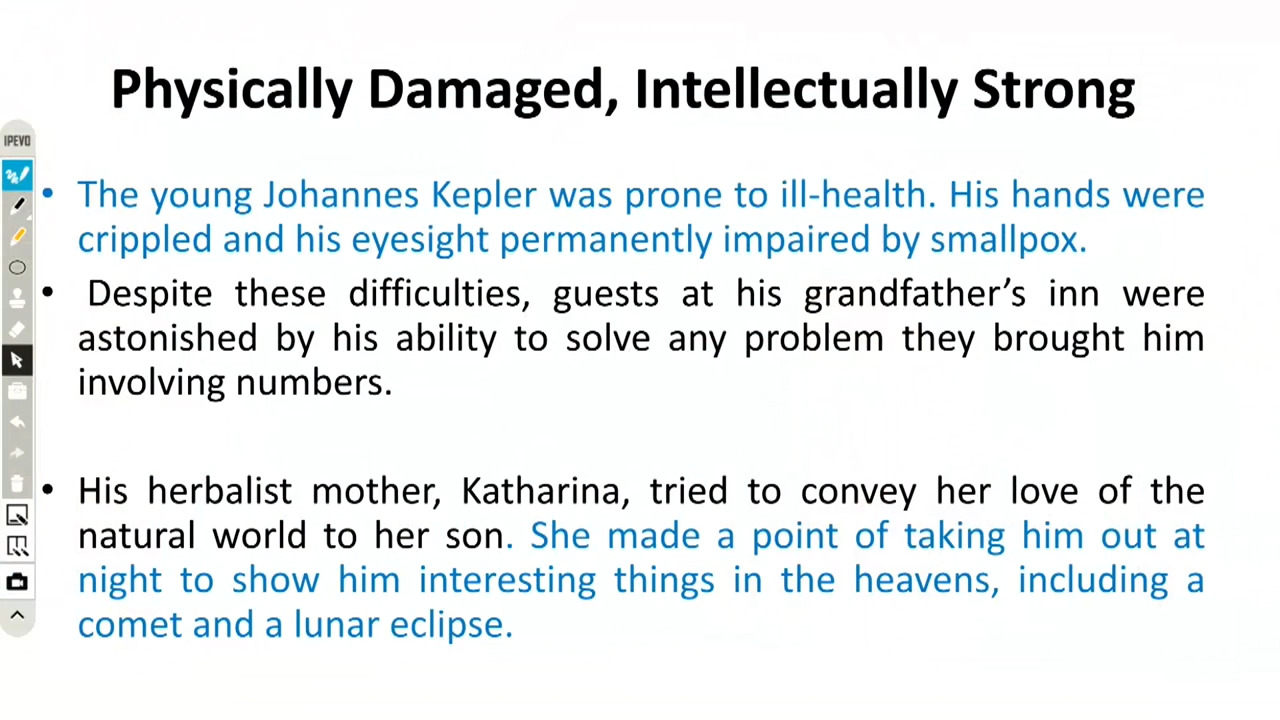 Physically Damaged, Intellectually Strong
IPEVO
• The young Johannes Kepler was prone to ill-health. His hands were
crippled and his eyesight permanently impaired by smallpox.
• Despite these difficulties, guests at his grandfather’s inn were
astonished by his ability to solve any problem they brought him
involving numbers.
• His herbalist mother, Katharina, tried to convey her love of the
natural world to her son. She made a point of taking him out at
night to show him interesting things in the heavens, including a
comet and a lunar eclipse.